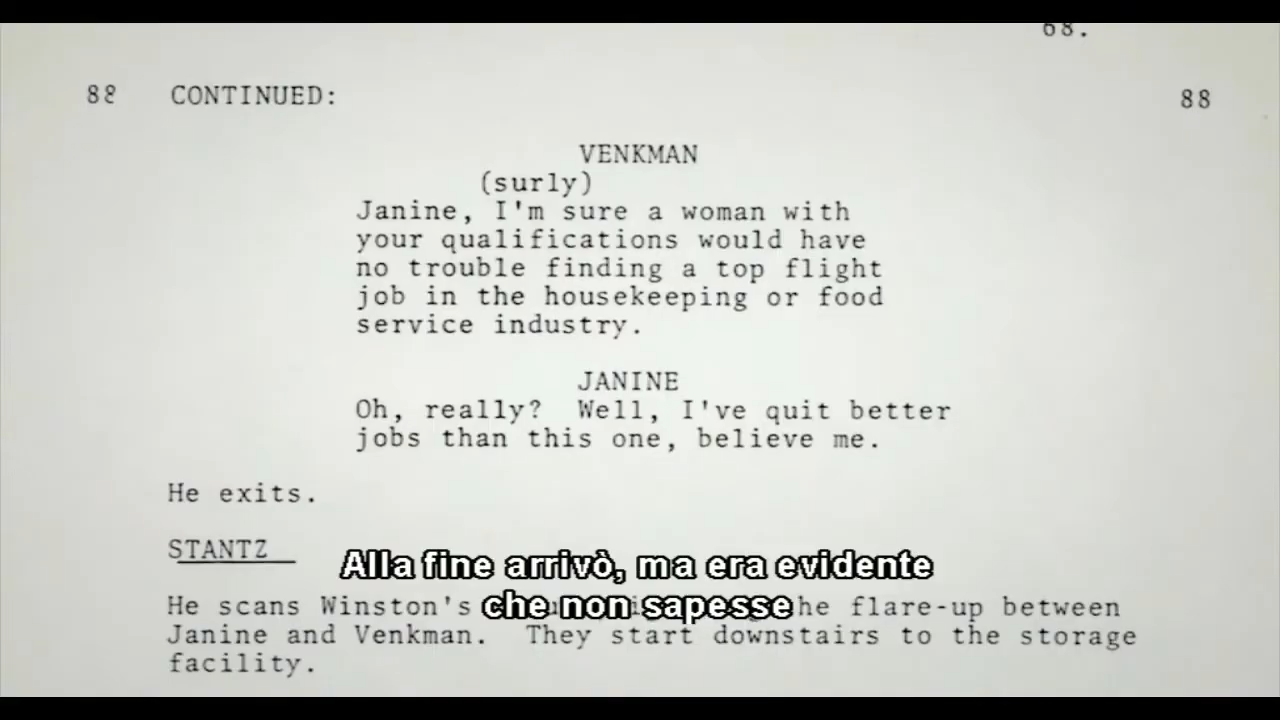 68.
88 CONTINUED: 88
VENKMAN
(surly)
Janine, I'm sure a woman with
your qualifications would have
no trouble finding a top flight
job in the housekeeping or food
service industry.
JANINE
Oh, really? Well, I've quit better
jobs than this one, believe me.
He exits.
STANTZ
Alla fine arrivò, ma era evidente
che non sapesse
He scans Winston's he flare-up between
Janine and Venkman. They start downstairs to the storage
facility.